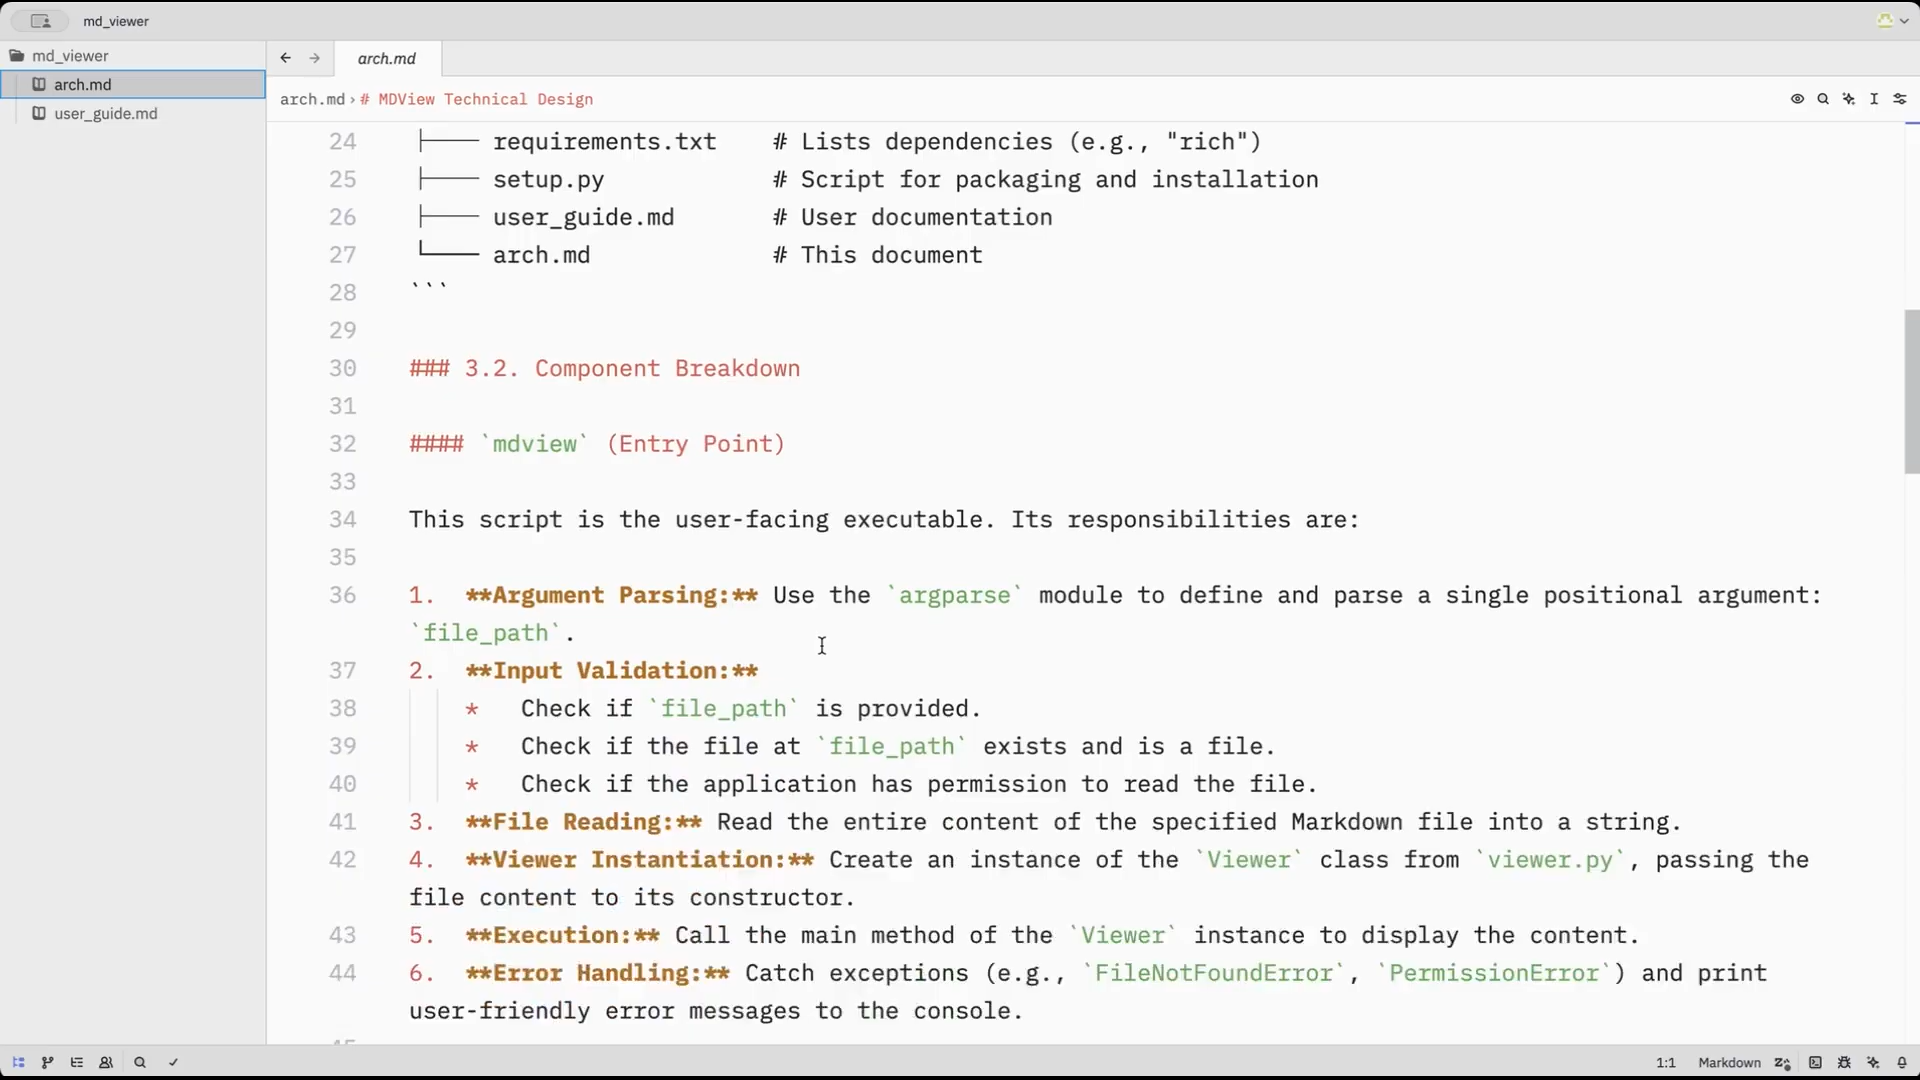 md_viewer
md_viewer
arch.md
user_guide.md
arch.md
arch.md › # MDView Technical Design
24 ├──── requirements.txt # Lists dependencies (e.g., "rich")
25 ├──── setup.py # Script for packaging and installation
26 ├──── user_guide.md # User documentation
27 └──── arch.md # This document
28 ```
29
30 ### 3.2. Component Breakdown
31
32 #### `mdview` (Entry Point)
33
34 This script is the user-facing executable. Its responsibilities are:
35
36 1. **Argument Parsing:** Use the `argparse` module to define and parse a single positional argument:
`file_path`.
37 2. **Input Validation:**
38 * Check if `file_path` is provided.
39 * Check if the file at `file_path` exists and is a file.
40 * Check if the application has permission to read the file.
41 3. **File Reading:** Read the entire content of the specified Markdown file into a string.
42 4. **Viewer Instantiation:** Create an instance of the `Viewer` class from `viewer.py`, passing the
file content to its constructor.
43 5. **Execution:** Call the main method of the `Viewer` instance to display the content.
44 6. **Error Handling:** Catch exceptions (e.g., `FileNotFoundError`, `PermissionError`) and print
user-friendly error messages to the console.
45
1:1 Markdown